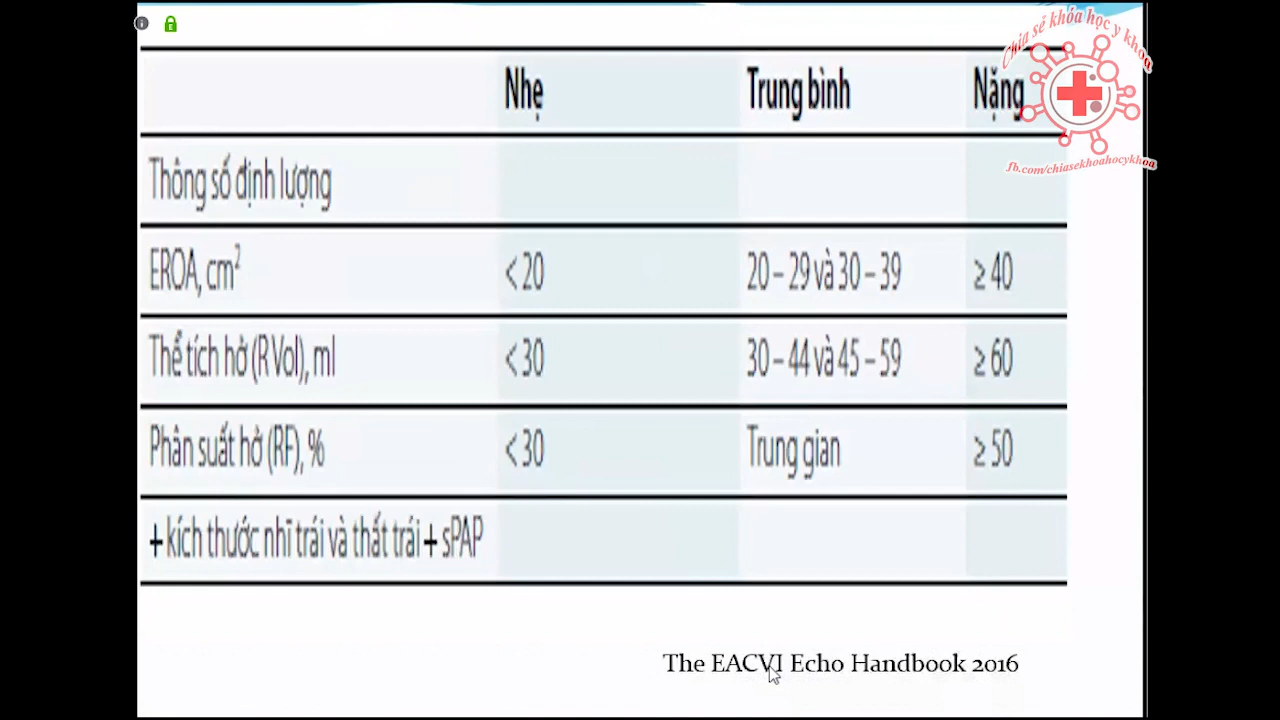 Chia sẻ khóa học y khoa
Nhẹ Trung bình Nặng
Thông số định lượng
EROA, cm² < 20 20 – 29 và 30 – 39 ≥ 40
Thể tích hở (R Vol), ml < 30 30 – 44 và 45 – 59 ≥ 60
Phân suất hở (RF), % < 30 Trung gian ≥ 50
+ kích thước nhĩ trái và thất trái + sPAP
fb.com/chiasekhoahocykhoa
The EACVI Echo Handbook 2016